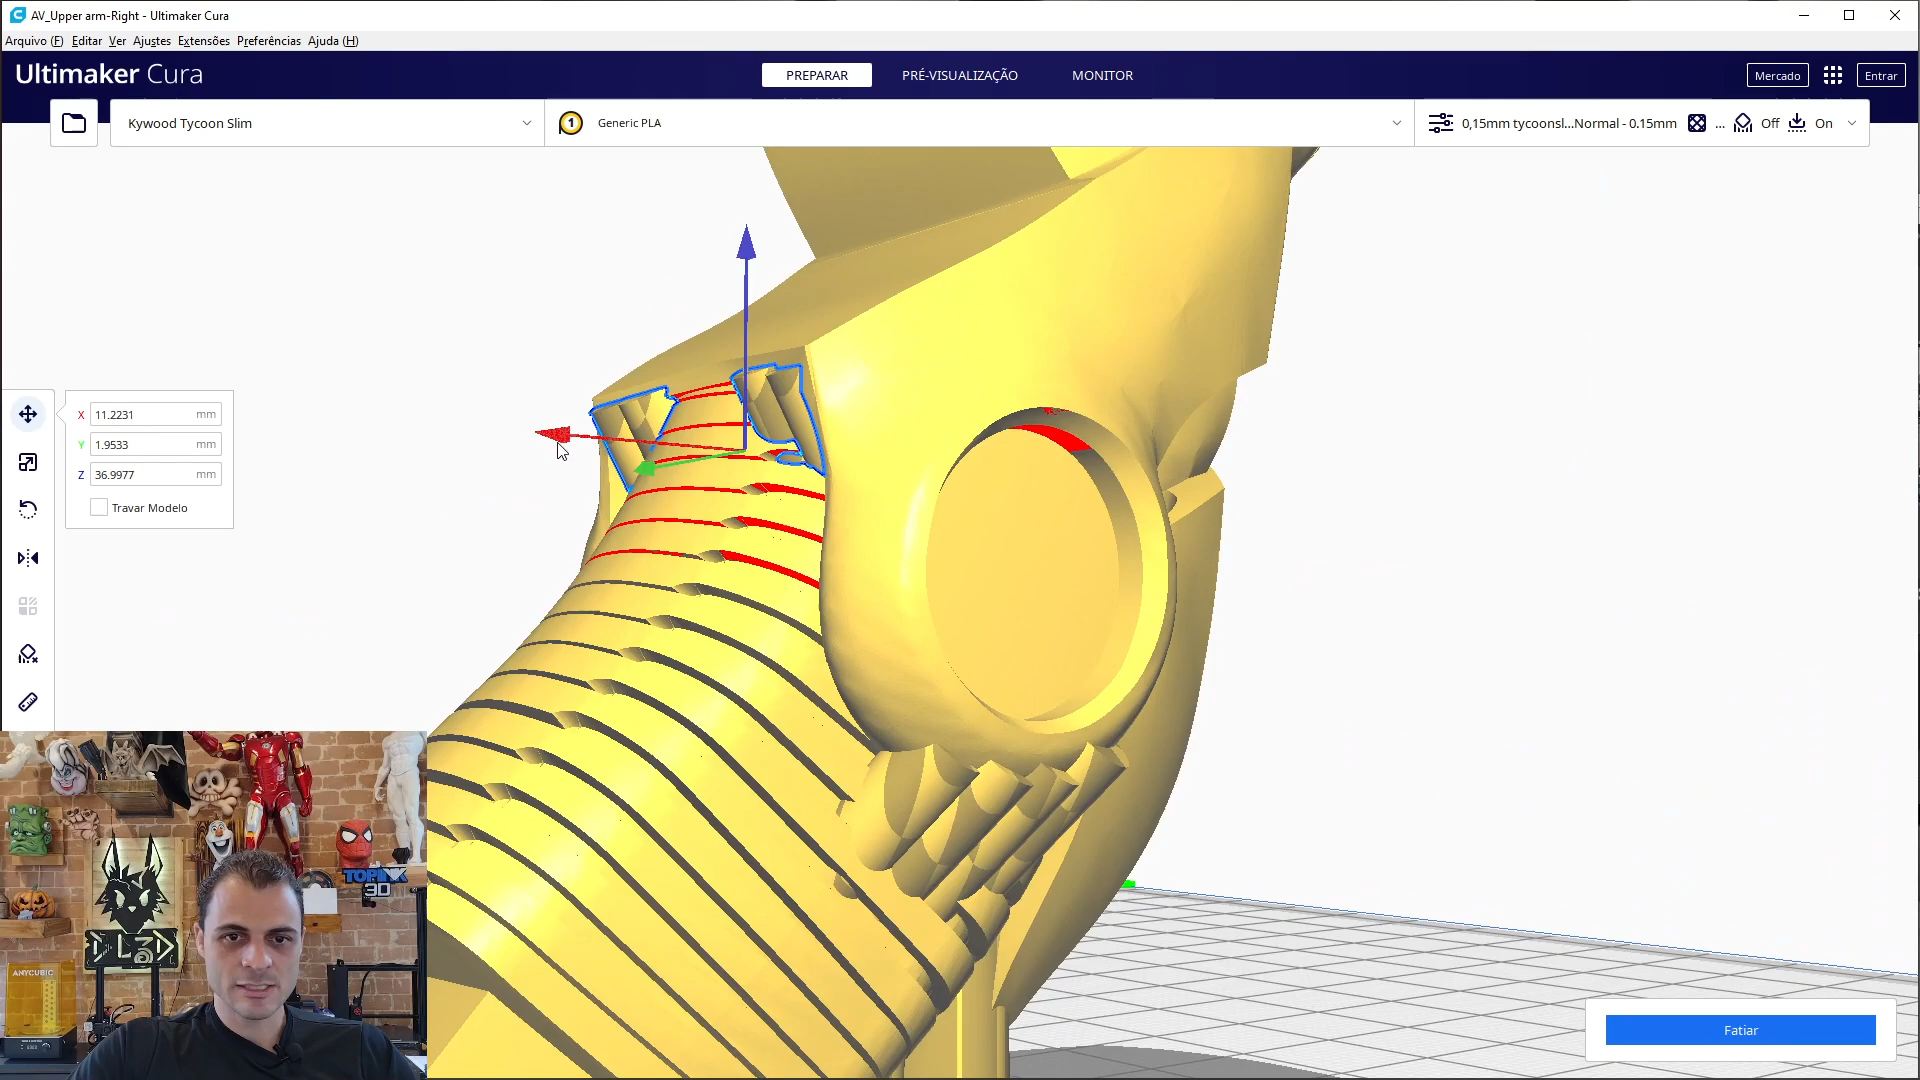 AV_Upper arm-Right - Ultimaker Cura
Arquivo (F) Editar Ver Ajustes Extensões Preferências Ajuda (H)
Ultimaker Cura
PREPARAR
PRÉ-VISUALIZAÇÃO
MONITOR
Mercado
Entrar
Kywood Tycoon Slim
1
Generic PLA
0,15mm tycoonsl...Normal - 0.15mm
...
Off
On
X 11.2231 mm
Y 1.9533 mm
Z 36.9977 mm
Travar Modelo
TOPINK
3D
DL3D
ANYCUBIC
Fatiar